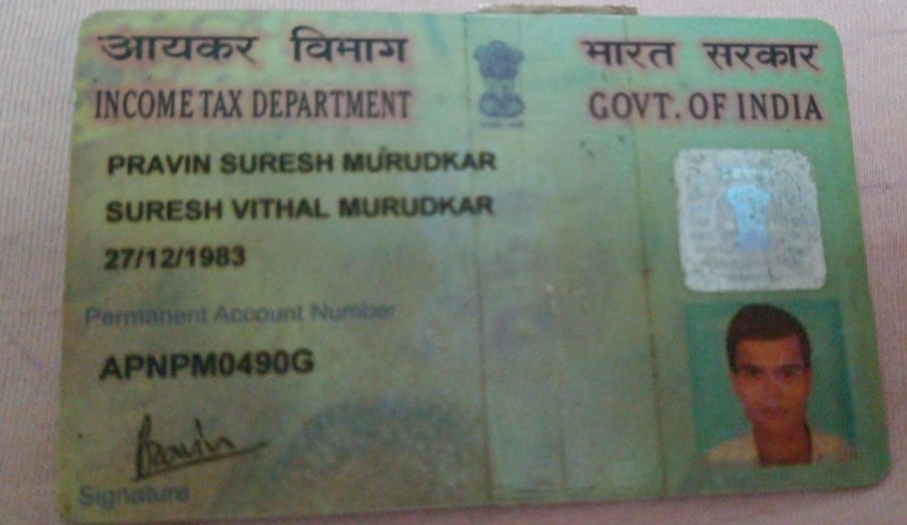 आयकर विभाग
भारत सरकार
INCOME TAX DEPARTMENT
GOVT. OF INDIA
PRAVIN SURESH MURUDKAR
SURESH VITHAL MURUDKAR
27/12/1983
Permanent Account Number
APNPM0490G
Pravin
Signature